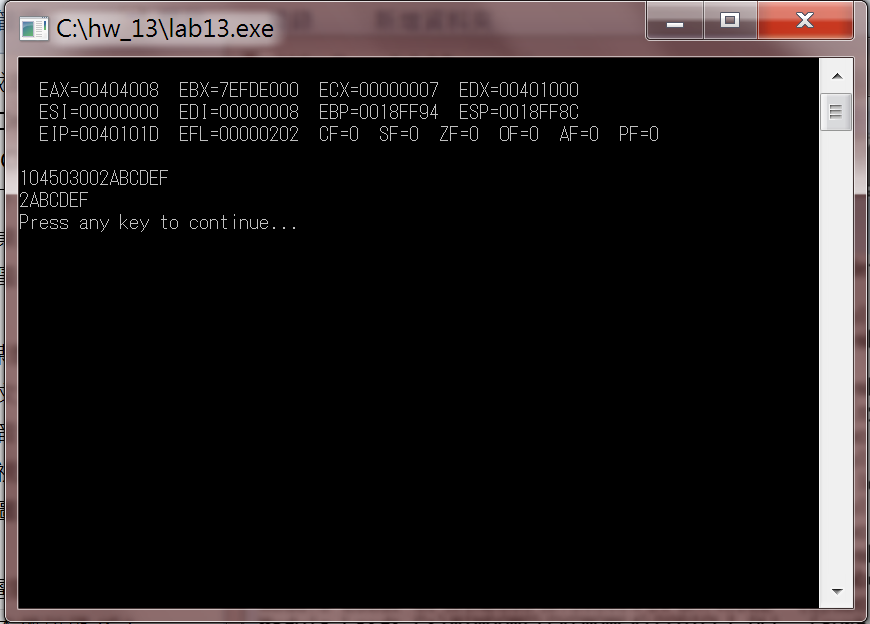 C:\hw_13\lab13.exe
EAX=00404008 EBX=7EFDE000 ECX=00000007 EDX=00401000
ESI=00000000 EDI=00000008 EBP=0018FF94 ESP=0018FF8C
EIP=0040101D EFL=00000202 CF=0 SF=0 ZF=0 OF=0 AF=0 PF=0
104503002ABCDEF
2ABCDEF
Press any key to continue...